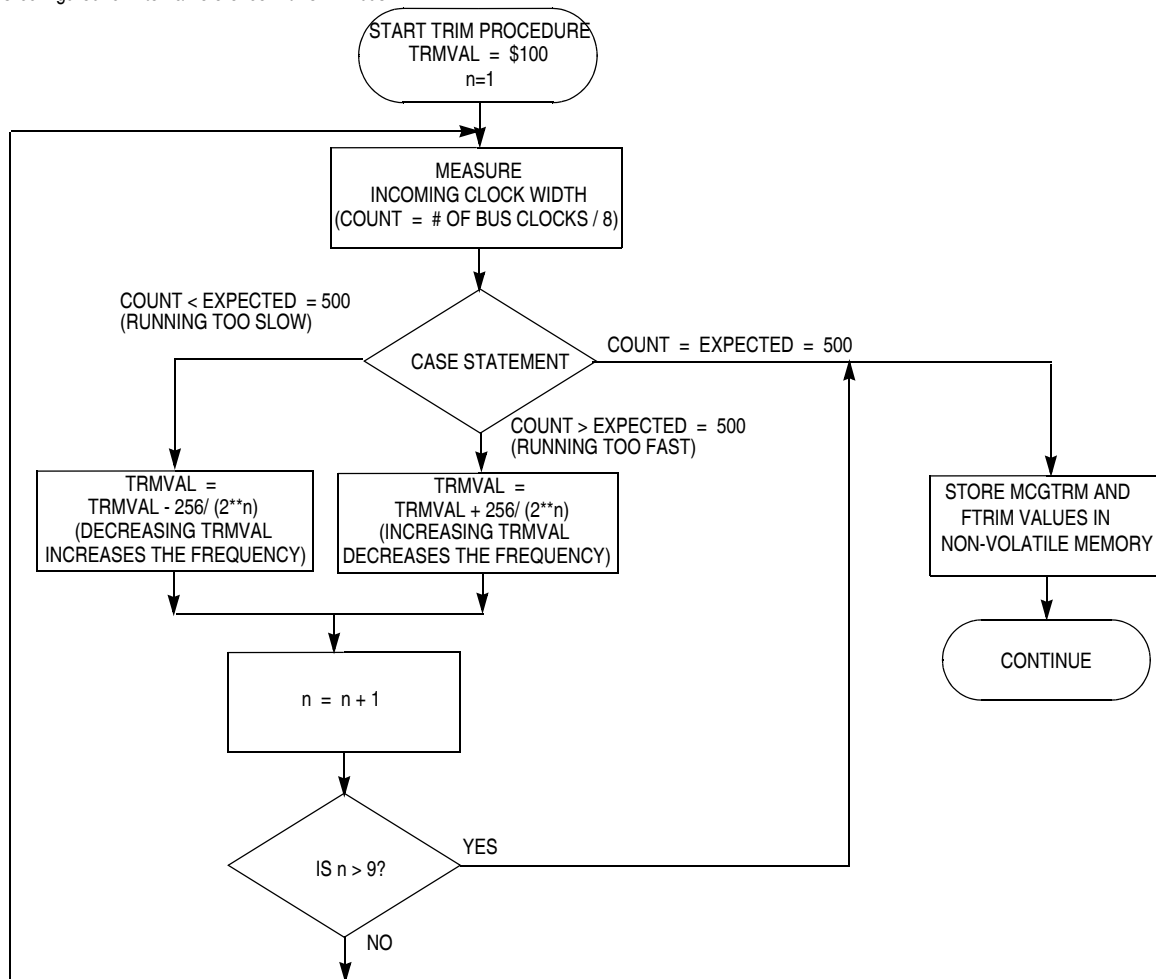 START TRIM PROCEDURE
TRMVAL = $100
n=1
MEASURE
INCOMING CLOCK WIDTH
(COUNT = # OF BUS CLOCKS / 8)
COUNT < EXPECTED = 500
(RUNNING TOO SLOW)
CASE STATEMENT
COUNT = EXPECTED = 500
COUNT > EXPECTED = 500
(RUNNING TOO FAST)
TRMVAL =
TRMVAL - 256/ (2**n)
(DECREASING TRMVAL
INCREASES THE FREQUENCY)
TRMVAL =
TRMVAL + 256/ (2**n)
(INCREASING TRMVAL
DECREASES THE FREQUENCY)
STORE MCGTRM AND
FTRIM VALUES IN
NON-VOLATILE MEMORY
CONTINUE
n = n + 1
IS n > 9?
YES
NO